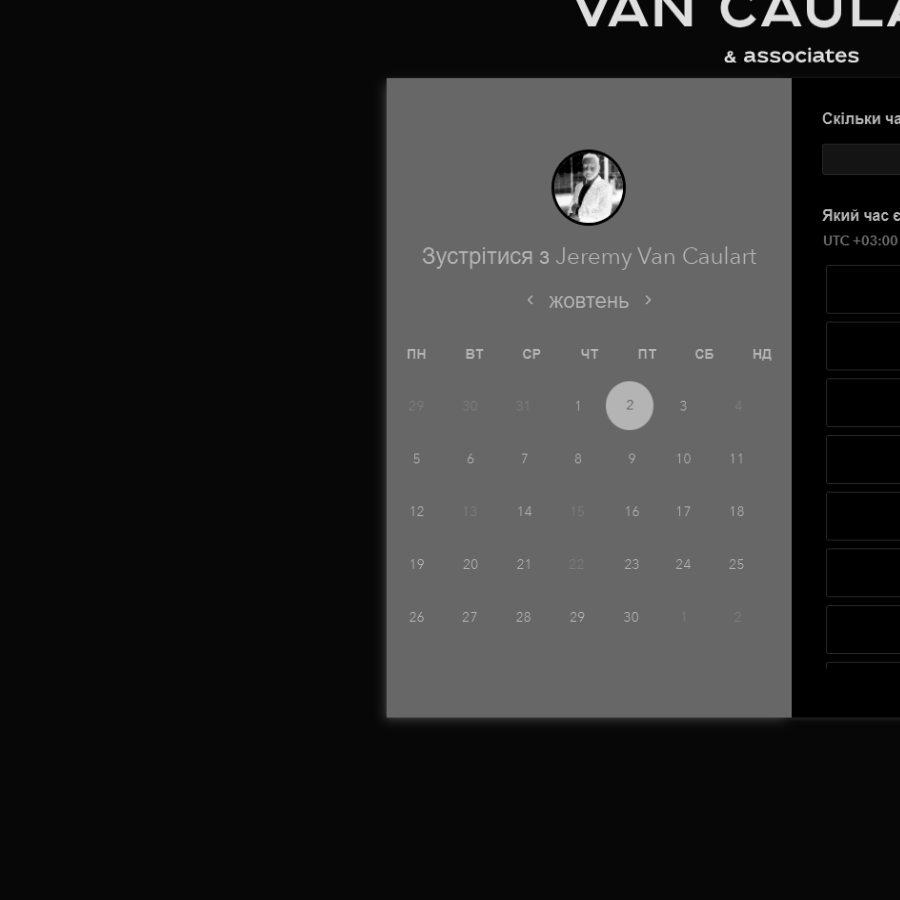 VAN CAULA
& associates
Зустрітися з Jeremy Van Caulart
‹ жовтень ›
ПН ВТ СР ЧТ ПТ СБ НД
29 30 31 1 2 3 4
5 6 7 8 9 10 11
12 13 14 15 16 17 18
19 20 21 22 23 24 25
26 27 28 29 30 1 2
Скільки ча
Який час є
UTC +03:00